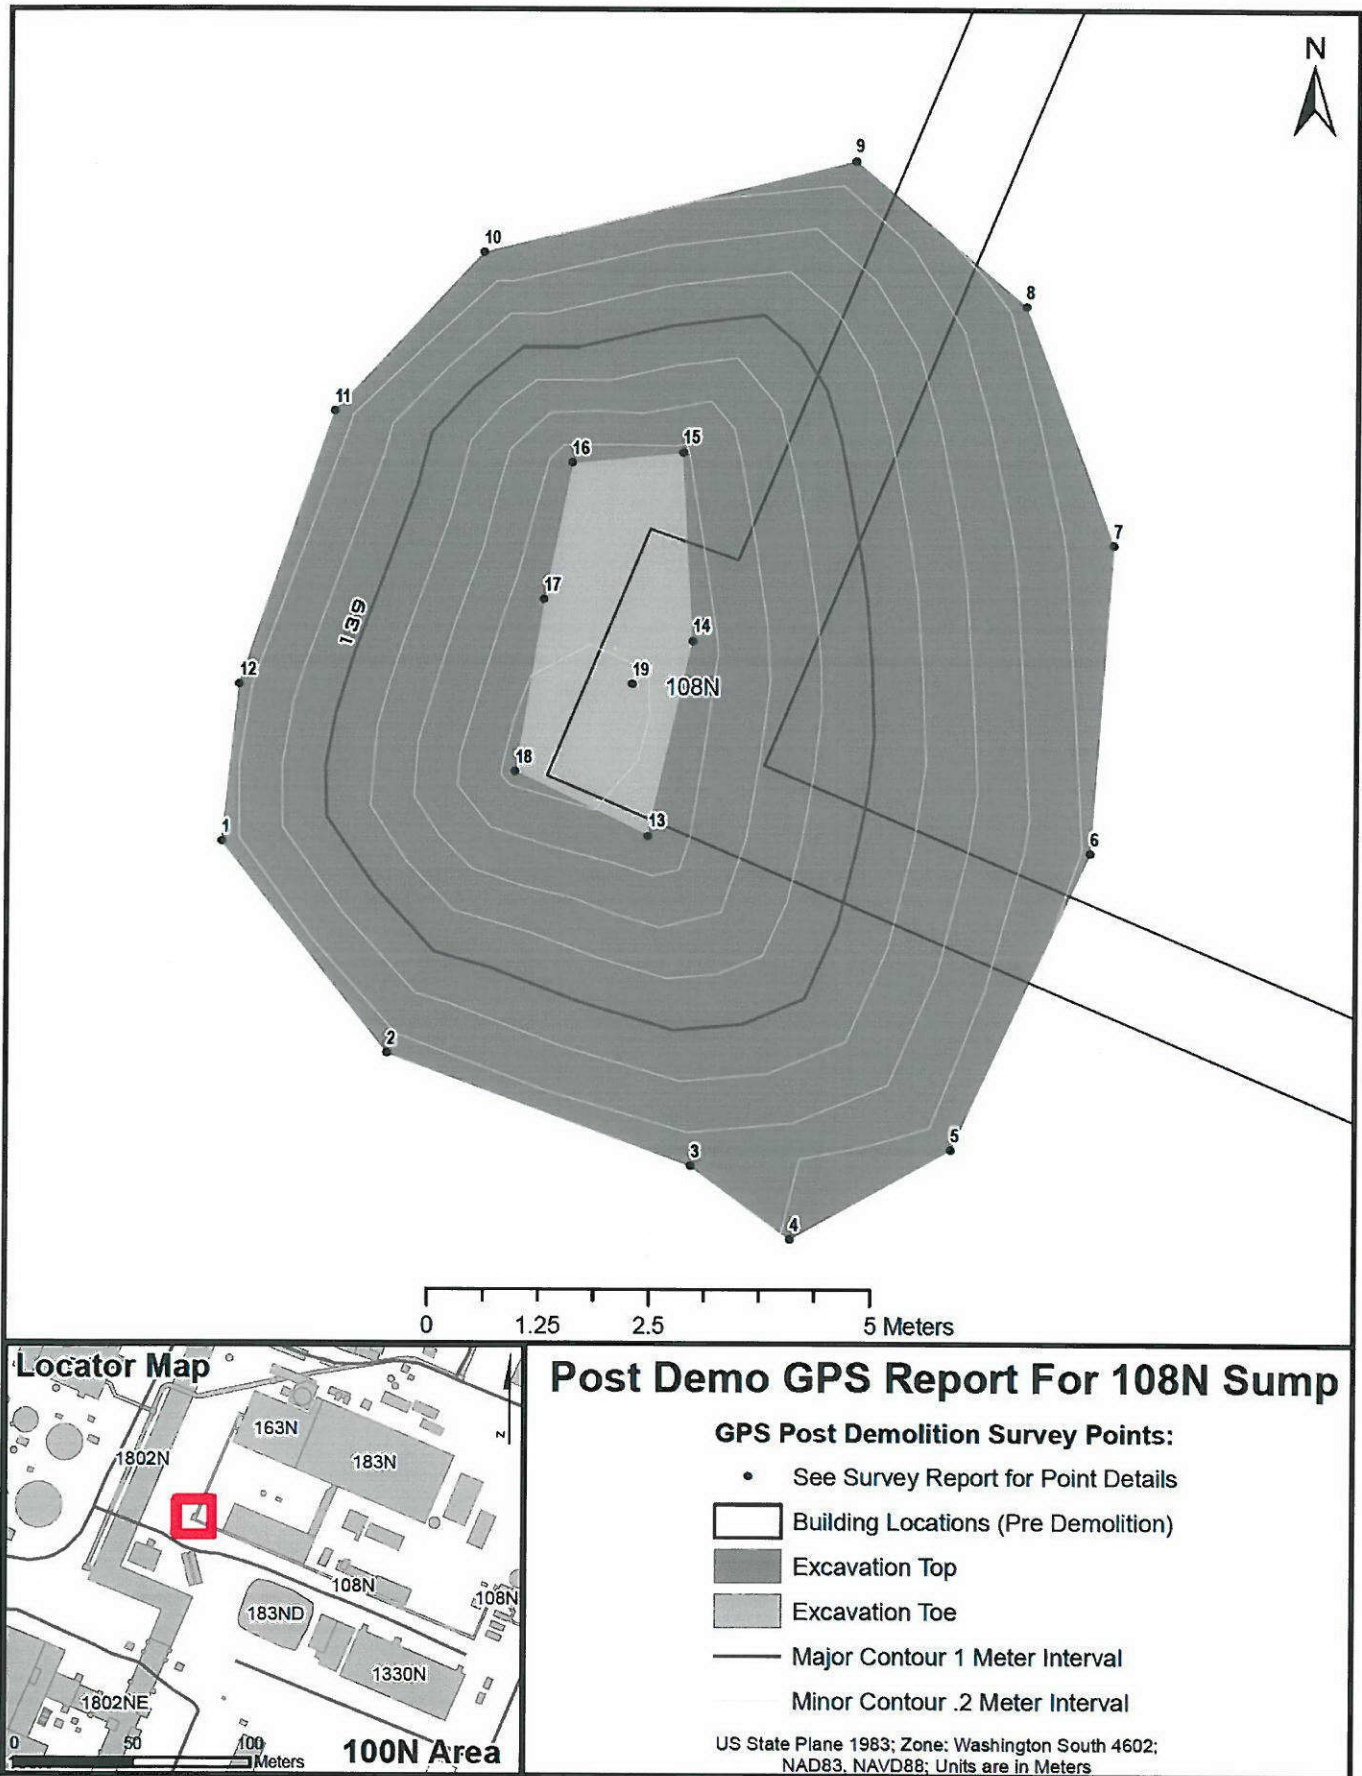 N
9
10
8
11
15
16
7
17
139
14
12
19
108N
18
1
13
6
2
5
3
4
0 1.25 2.5 5 Meters
Locator Map
163N
1802N
183N
N
108N
108N
183ND
1330N
1802NE
0 50 100
Meters
100N Area
Post Demo GPS Report For 108N Sump
GPS Post Demolition Survey Points:
See Survey Report for Point Details
Building Locations (Pre Demolition)
Excavation Top
Excavation Toe
Major Contour 1 Meter Interval
Minor Contour .2 Meter Interval
US State Plane 1983; Zone: Washington South 4602;
NAD83, NAVD88; Units are in Meters